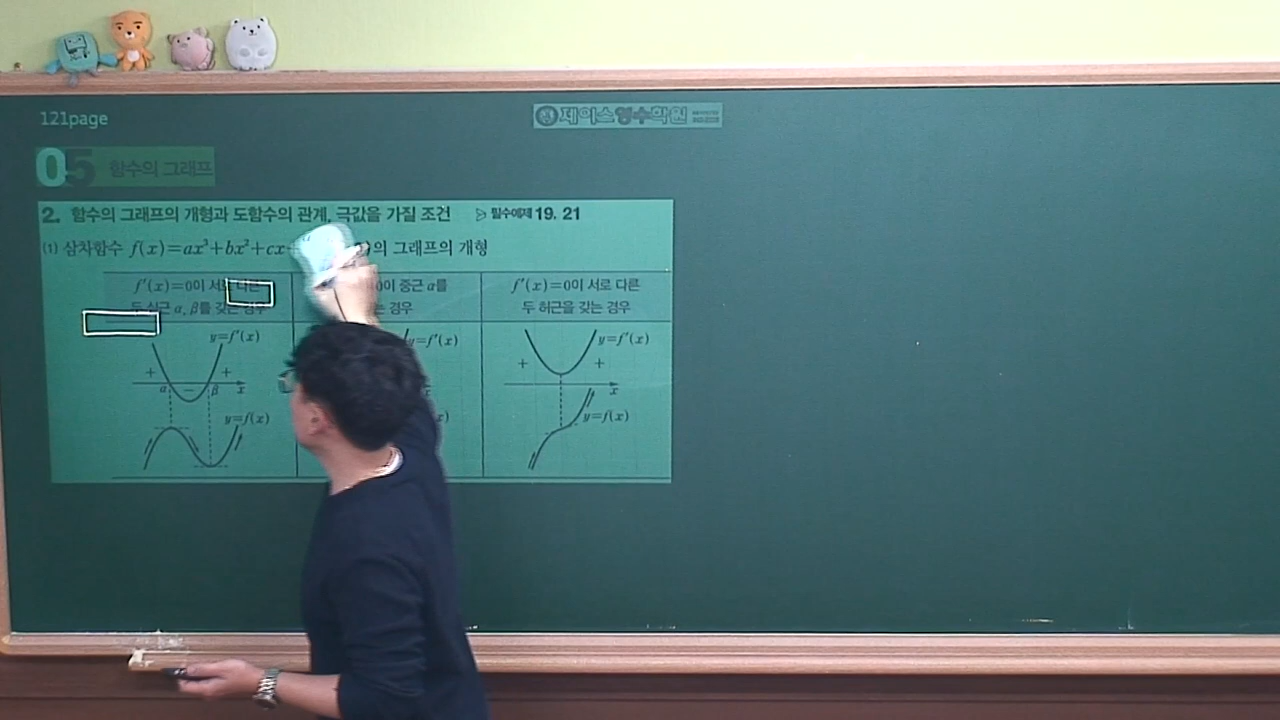 121page
제이스영수학원
05 함수의 그래프
2. 함수의 그래프의 개형과 도함수의 관계, 극값을 가질 조건 ▷ 필수예제 19, 21
(1) 삼차함수 f(x)=ax³+bx²+cx 의 그래프의 개형
f′(x)=0이 서로 다른
두 실근 α, β를 갖는 경우
0이 중근 α를
는 경우
f′(x)=0이 서로 다른
두 허근을 갖는 경우
y=f′(x)
+ +
α − β x
y=f(x)
y=f′(x)
x
x)
y=f′(x)
+ +
x
y=f(x)